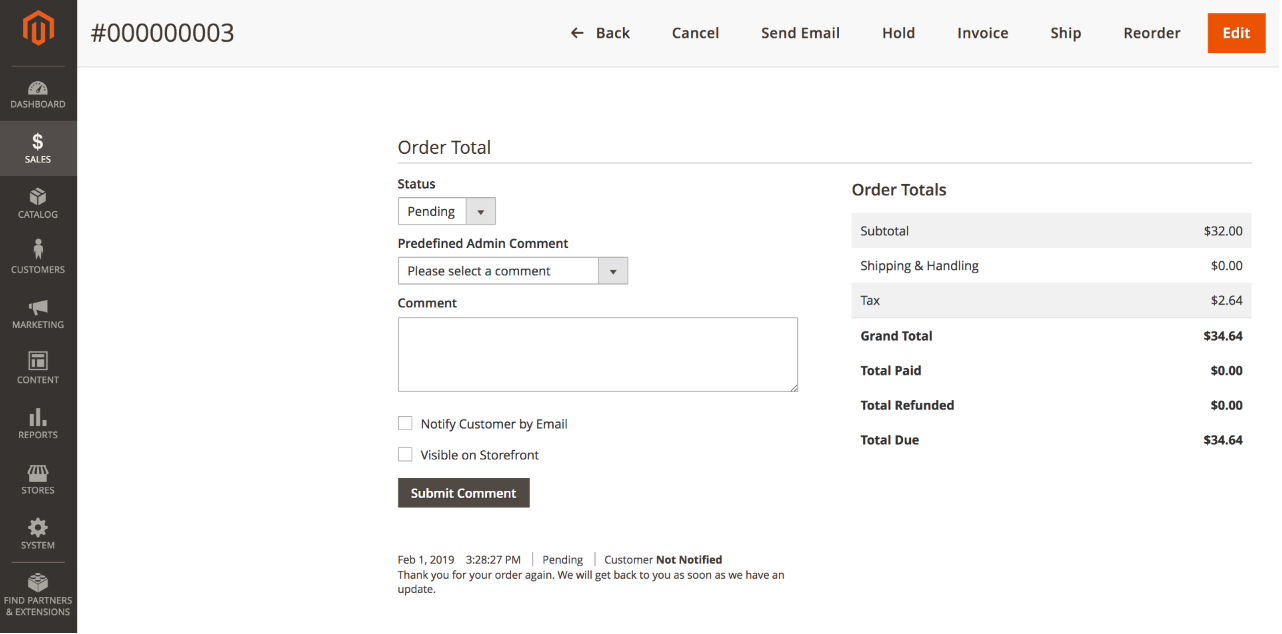 #000000003
Back Cancel Send Email Hold Invoice Ship Reorder Edit
DASHBOARD
$
SALES
CATALOG
CUSTOMERS
MARKETING
CONTENT
REPORTS
STORES
SYSTEM
FIND PARTNERS
& EXTENSIONS
Order Total
Status
Pending
Predefined Admin Comment
Please select a comment
Comment
Notify Customer by Email
Visible on Storefront
Submit Comment
Feb 1, 2019 3:28:27 PM Pending Customer Not Notified
Thank you for your order again. We will get back to you as soon as we have an
update.
Order Totals
Subtotal $32.00
Shipping & Handling $0.00
Tax $2.64
Grand Total $34.64
Total Paid $0.00
Total Refunded $0.00
Total Due $34.64